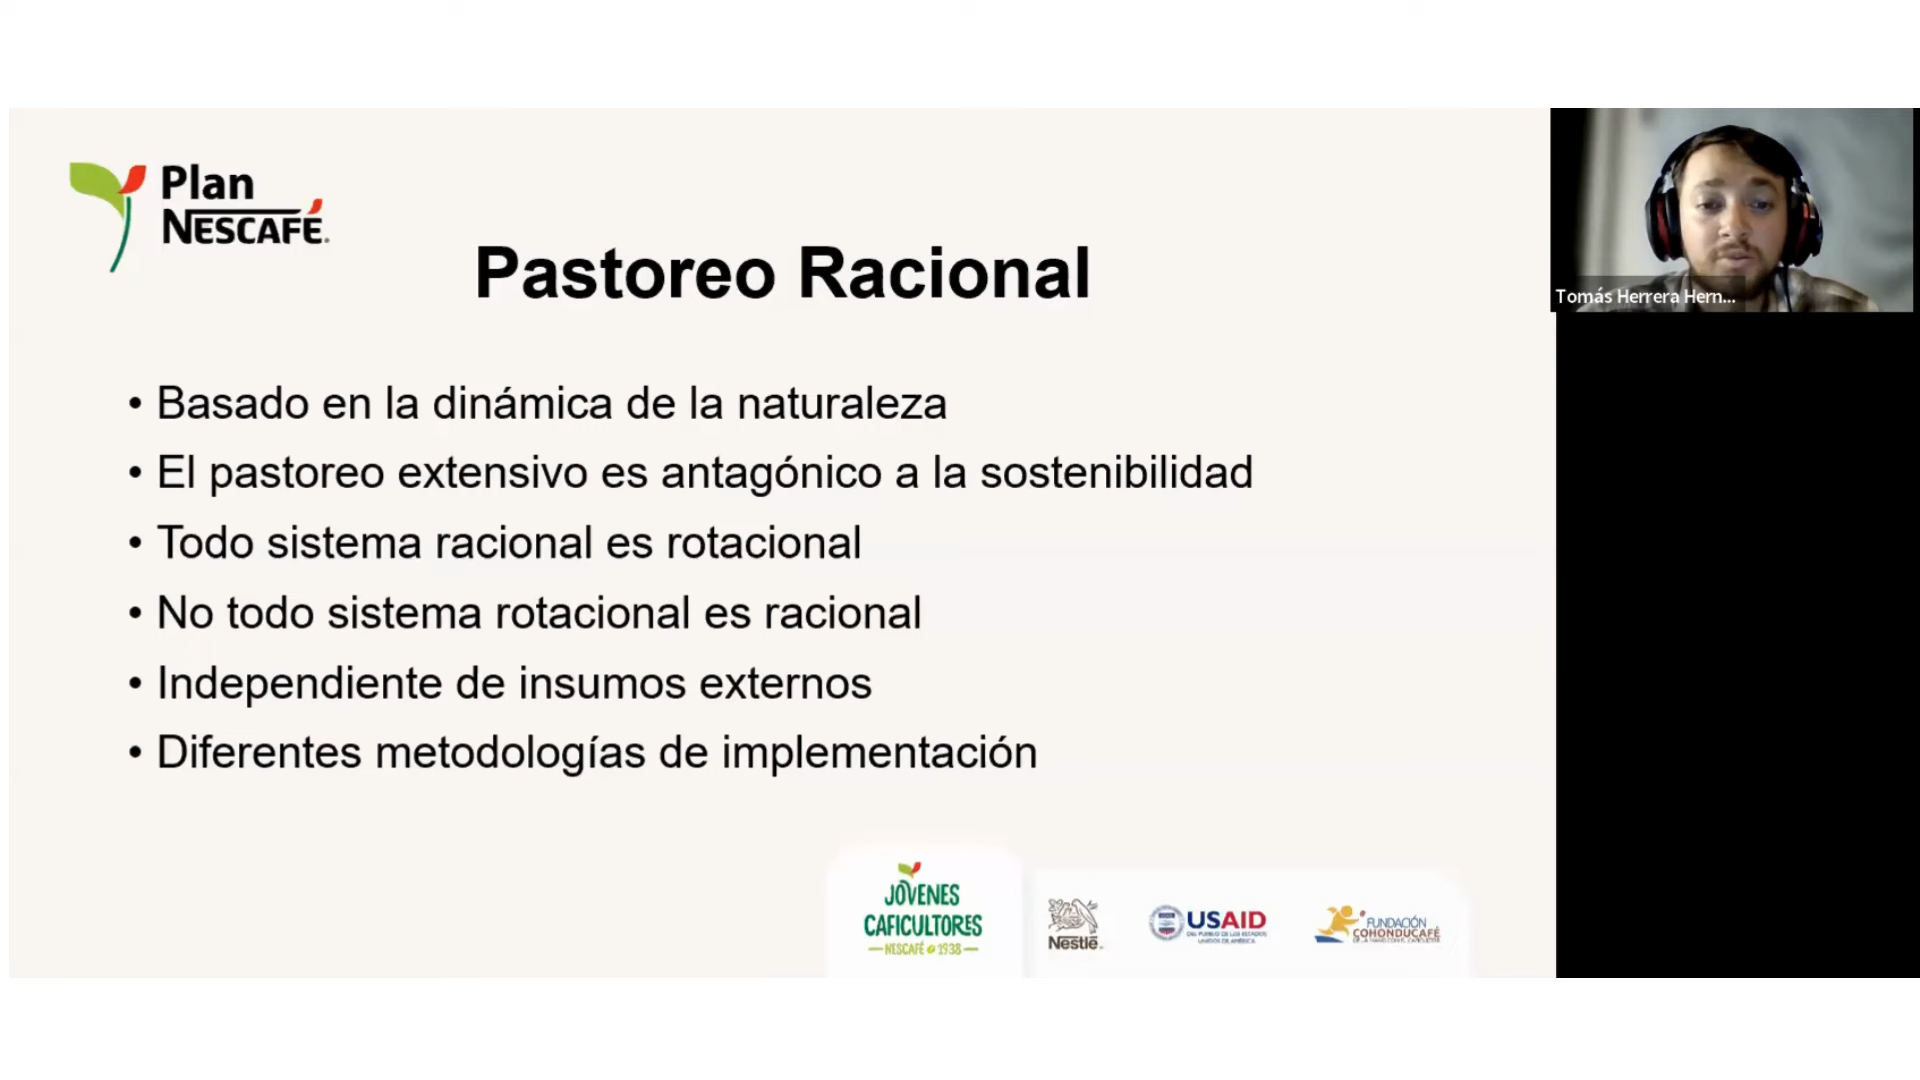 Plan
NESCAFÉ.
Pastoreo Racional
• Basado en la dinámica de la naturaleza
• El pastoreo extensivo es antagónico a la sostenibilidad
• Todo sistema racional es rotacional
• No todo sistema rotacional es racional
• Independiente de insumos externos
• Diferentes metodologías de implementación
Tomás Herrera Hern...
JÓVENES
CAFICULTORES
NESCAFÉ 1938
Nestlé
USAID
DEL PUEBLO DE LOS ESTADOS
UNIDOS DE AMÉRICA
FUNDACIÓN
COHONDUCAFÉ